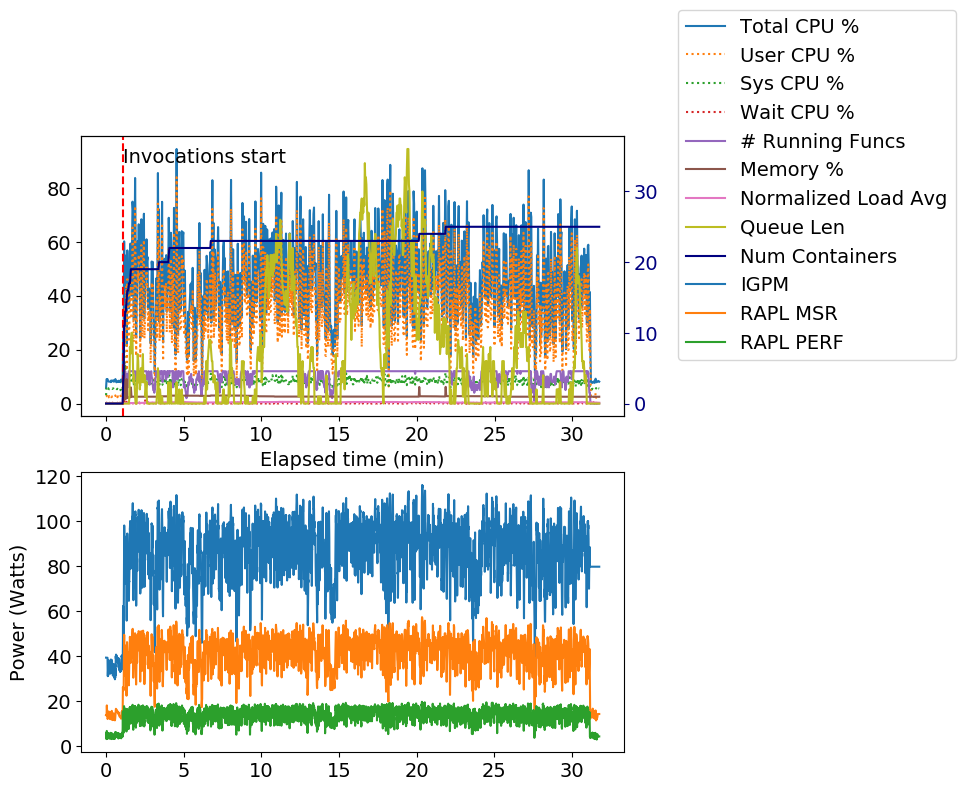 Total CPU %
User CPU %
Sys CPU %
Wait CPU %
# Running Funcs
Memory %
Normalized Load Avg
Queue Len
Num Containers
IGPM
RAPL MSR
RAPL PERF
Invocations start
80
60
40
20
0
30
20
10
0
0 5 10 15 20 25 30
Elapsed time (min)
120
100
80
60
40
20
0
Power (Watts)
0 5 10 15 20 25 30